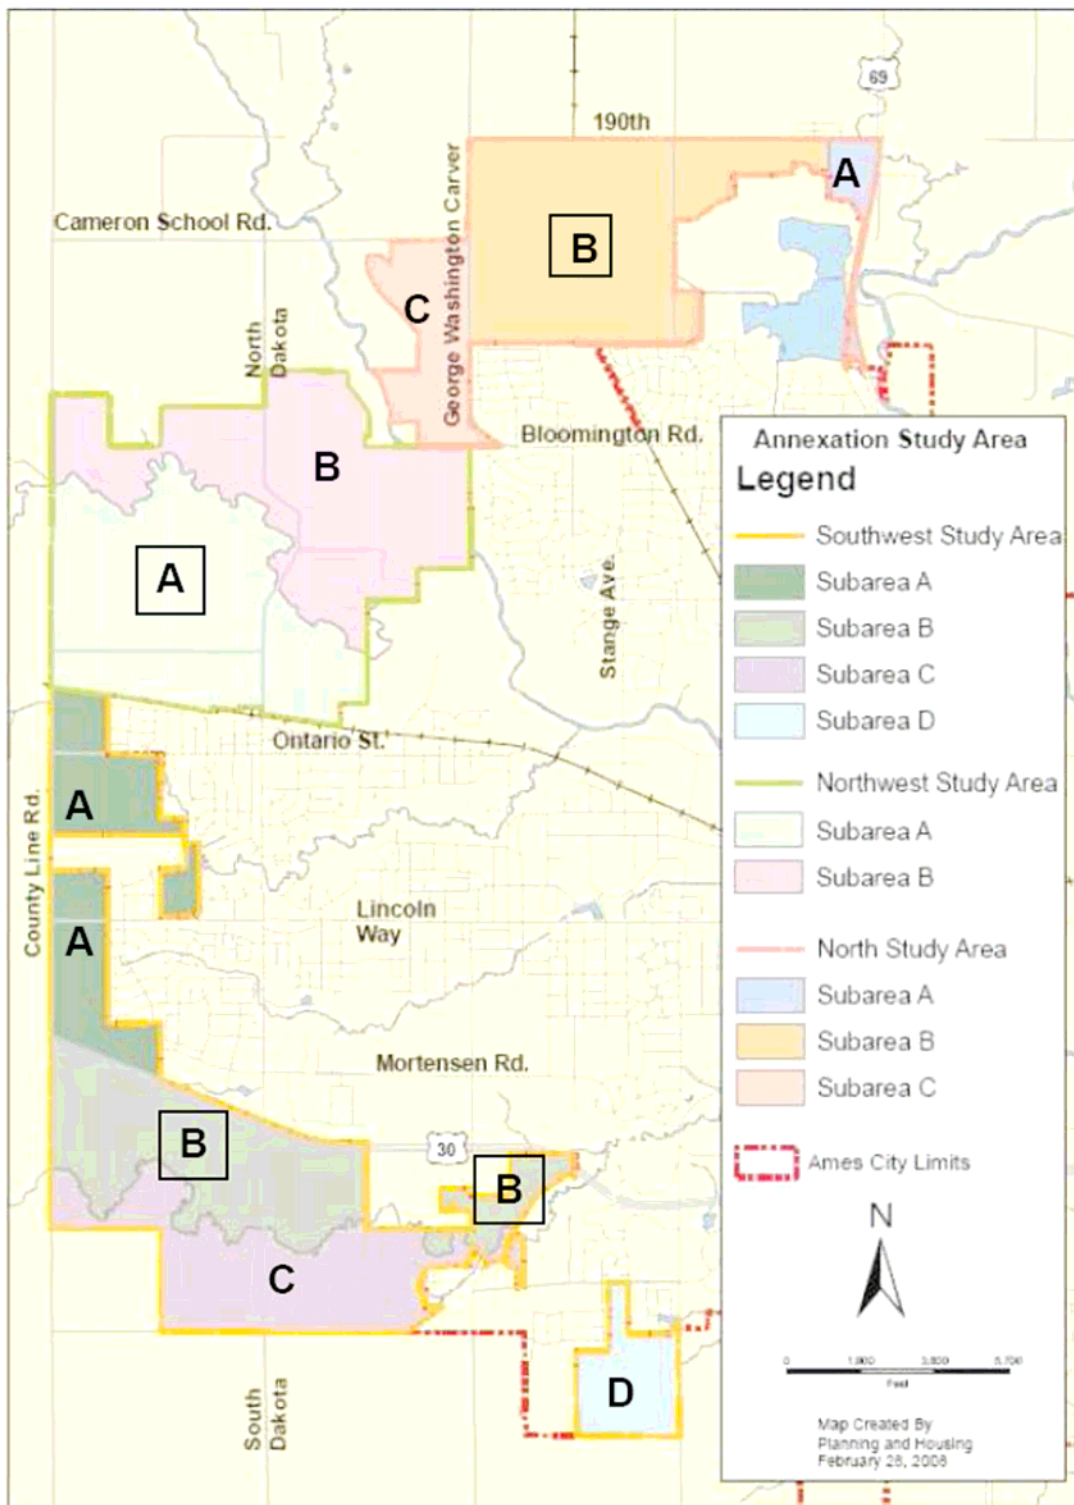 69
190th
A
George Washington Carver
Cameron School Rd.
B
C
North
Dakota
Bloomington Rd.
B
A
Stange Ave.
Ontario St.
A
County Line Rd.
Lincoln
Way
A
Mortensen Rd.
B
30
B
C
D
South
Dakota
Annexation Study Area
Legend
Southwest Study Area
Subarea A
Subarea B
Subarea C
Subarea D
Northwest Study Area
Subarea A
Subarea B
North Study Area
Subarea A
Subarea B
Subarea C
Ames City Limits
N
0
Feet
Map Created By
Planning and Housing